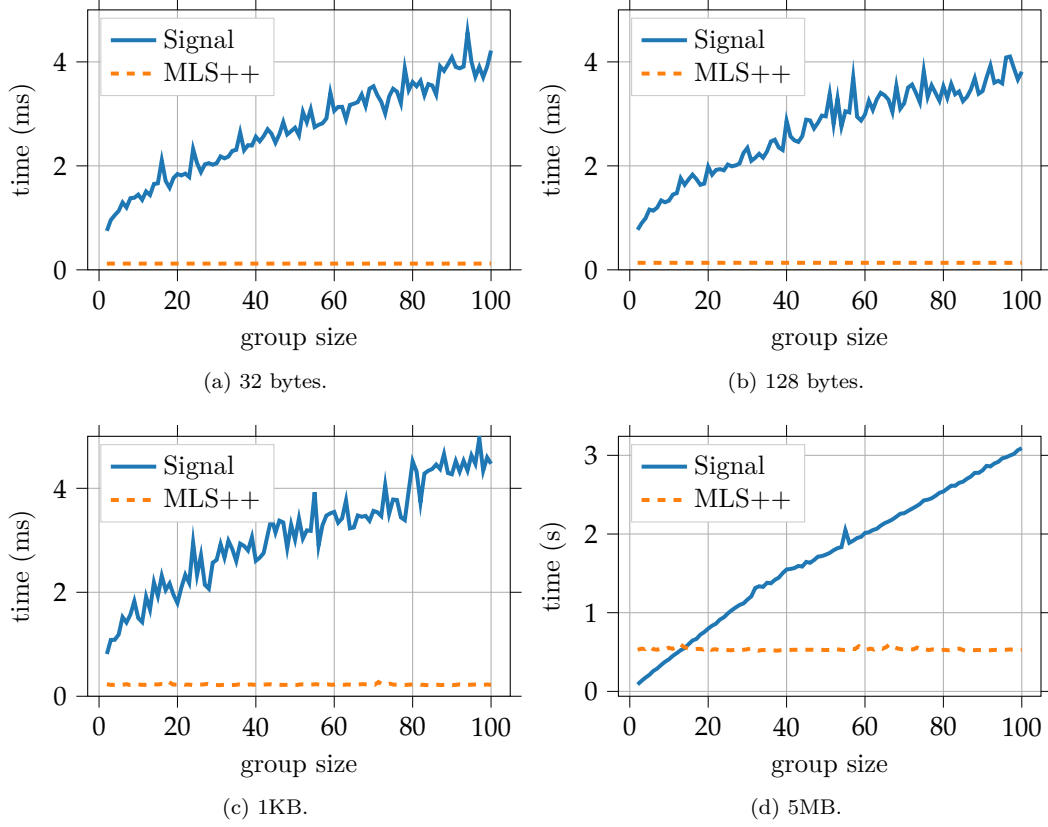 Signal
MLS++
4
2
0
time (ms)
0 20 40 60 80 100
group size
(a) 32 bytes.
Signal
MLS++
4
2
0
time (ms)
0 20 40 60 80 100
group size
(b) 128 bytes.
Signal
MLS++
4
2
0
time (ms)
0 20 40 60 80 100
group size
(c) 1KB.
Signal
MLS++
3
2
1
0
time (s)
0 20 40 60 80 100
group size
(d) 5MB.